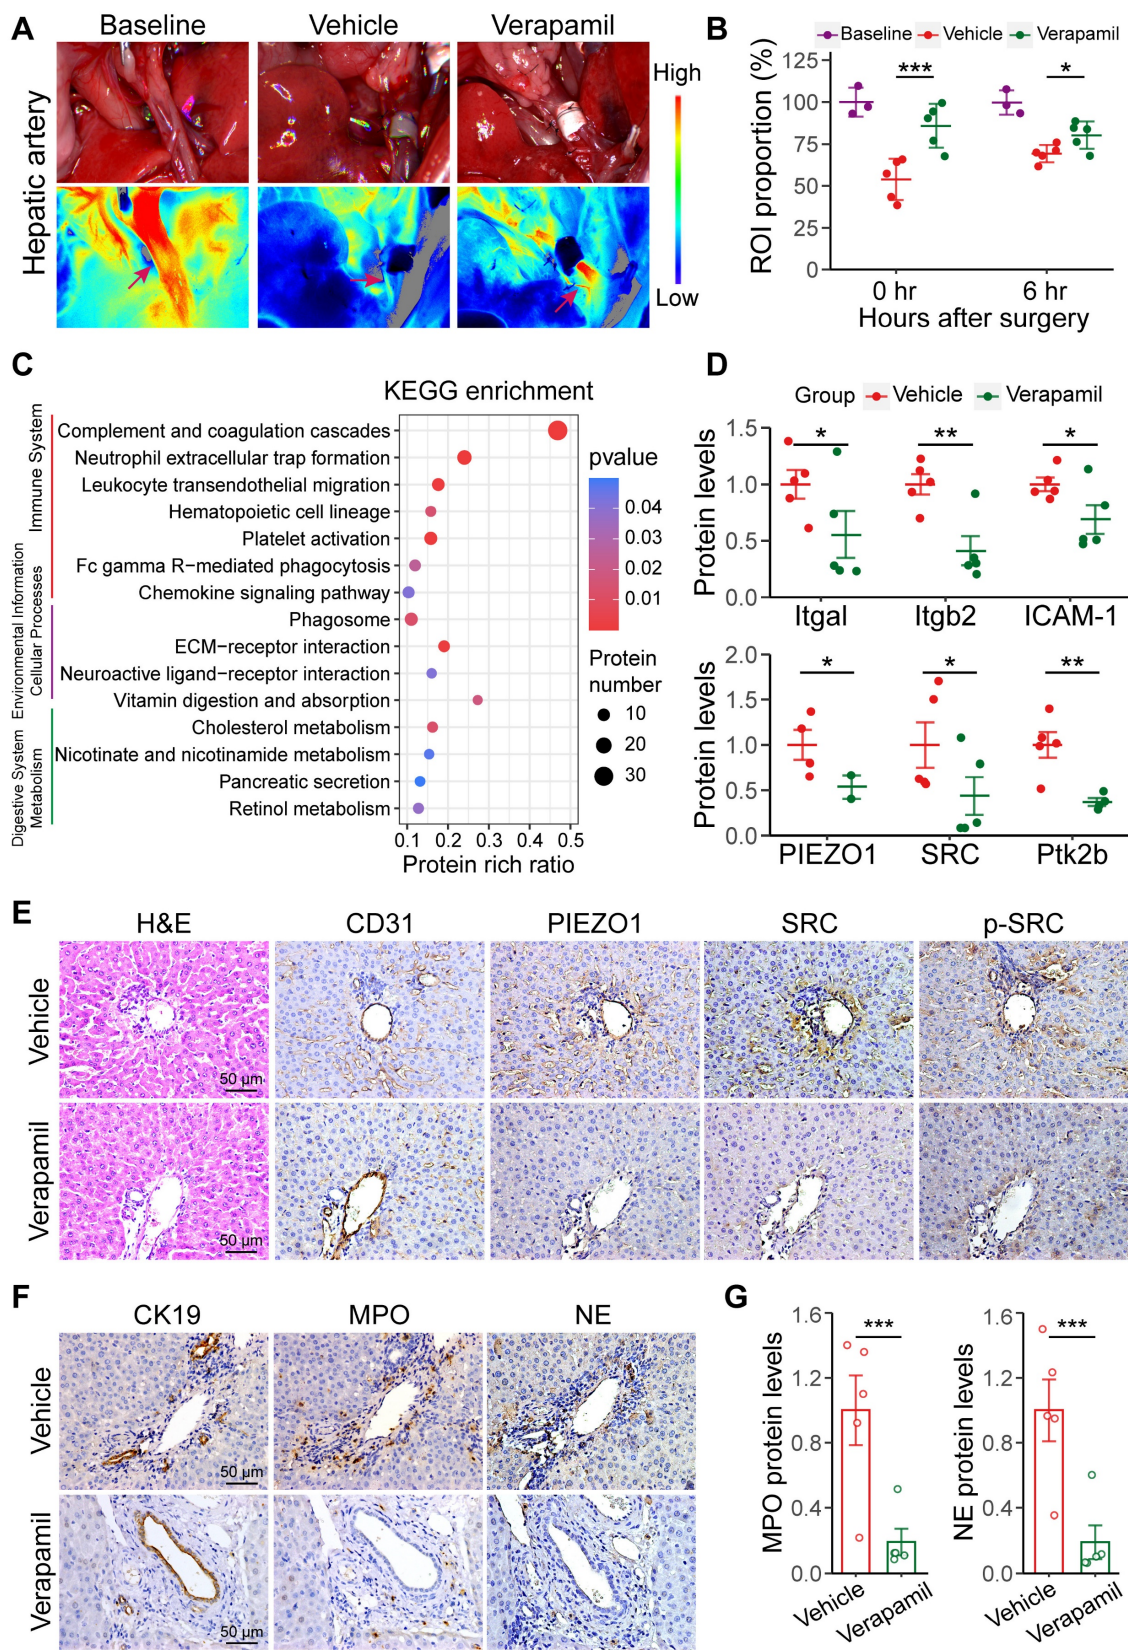 A
Baseline
Vehicle
Verapamil
Hepatic artery
High
Low
B
Baseline Vehicle Verapamil
ROI proportion (%)
125
100
75
50
25
0
***
*
0 hr
6 hr
Hours after surgery
C
KEGG enrichment
Immune System
Environmental Information
Cellular Processes
Digestive System
Metabolism
Complement and coagulation cascades
Neutrophil extracellular trap formation
Leukocyte transendothelial migration
Hematopoietic cell lineage
Platelet activation
Fc gamma R−mediated phagocytosis
Chemokine signaling pathway
Phagosome
ECM−receptor interaction
Neuroactive ligand−receptor interaction
Vitamin digestion and absorption
Cholesterol metabolism
Nicotinate and nicotinamide metabolism
Pancreatic secretion
Retinol metabolism
0.1 0.2 0.3 0.4 0.5
Protein rich ratio
pvalue
0.04
0.03
0.02
0.01
Protein
number
10
20
30
D
Group Vehicle Verapamil
Protein levels
1.5
1.0
0.5
0.0
*
**
*
Itgal
Itgb2
ICAM-1
Protein levels
2.0
1.5
1.0
0.5
0.0
*
*
**
PIEZO1
SRC
Ptk2b
E
H&E
CD31
PIEZO1
SRC
p-SRC
Vehicle
50 µm
Verapamil
50 µm
F
CK19
MPO
NE
Vehicle
50 µm
Verapamil
50 µm
G
MPO protein levels
1.6
1.2
0.8
0.4
0.0
***
Vehicle
Verapamil
NE protein levels
1.6
1.2
0.8
0.4
0.0
***
Vehicle
Verapamil